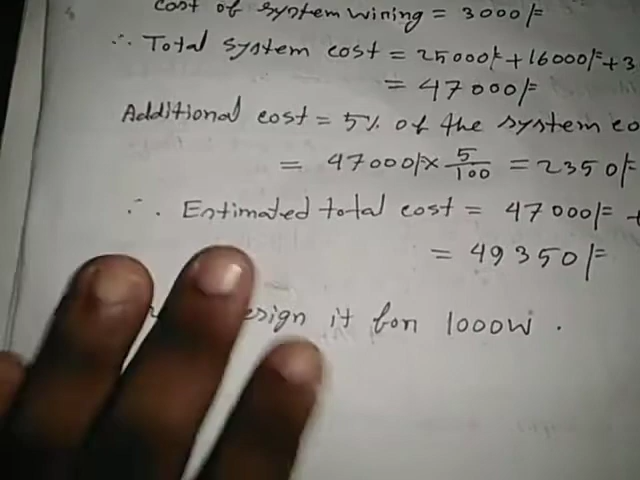 cost of system wiring = 3000/=
∴ Total system cost = 25000/= + 16000/= + 3
= 47000/=
Additional cost = 5% of the system co
= 47000/= × 5/100 = 2350/=
∴ Estimated total cost = 47000/= +
= 49350/=
esign it for 1000W.